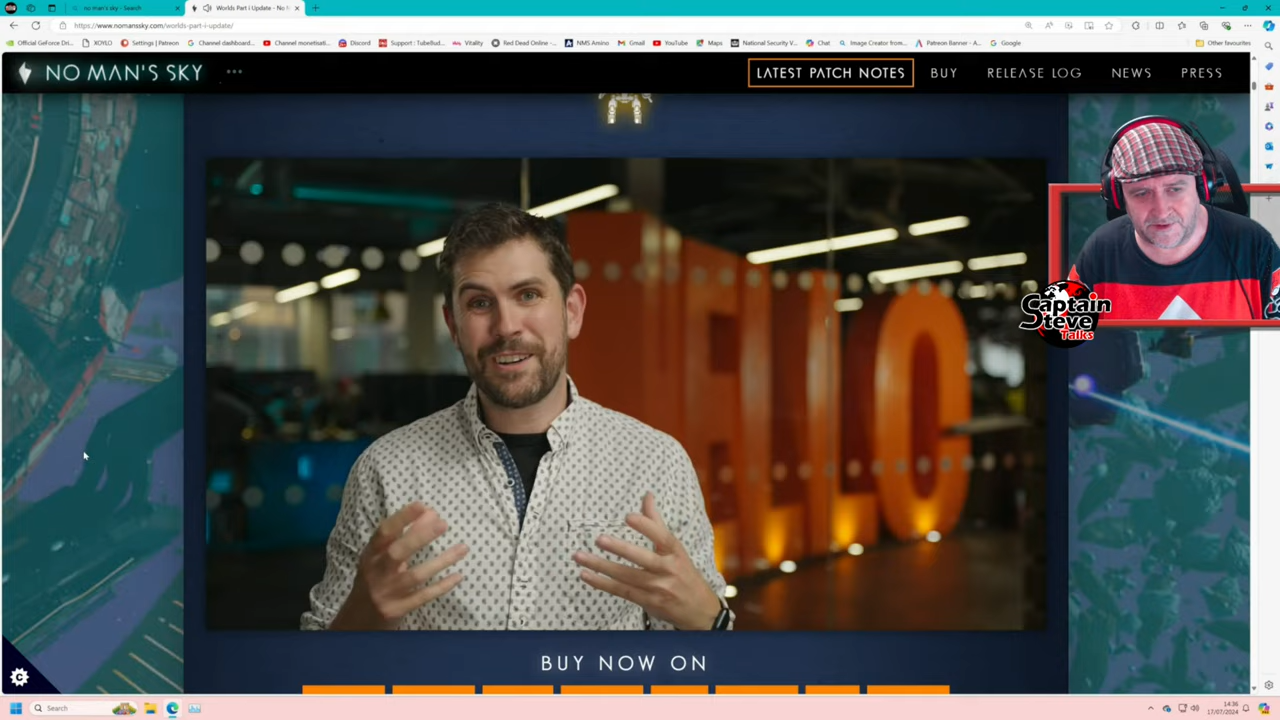 no man's sky - Search
Worlds Part i Update - No M
https://www.nomanssky.com/worlds-part-i-update/
Official GeForce Dri...
XOYLO
Settings | Patreon
Channel dashboard...
Channel monetisati...
Discord
Support : TubeBud...
Vitality
Red Dead Online -...
NMS Amino
Gmail
YouTube
Maps
National Security V...
Chat
Image Creator from...
Patreon Banner - A...
Google
Other favourites
NO MAN'S SKY
LATEST PATCH NOTES
BUY
RELEASE LOG
NEWS
PRESS
Captain
Steve
Talks
BUY NOW ON
Search
14:36
17/07/2024